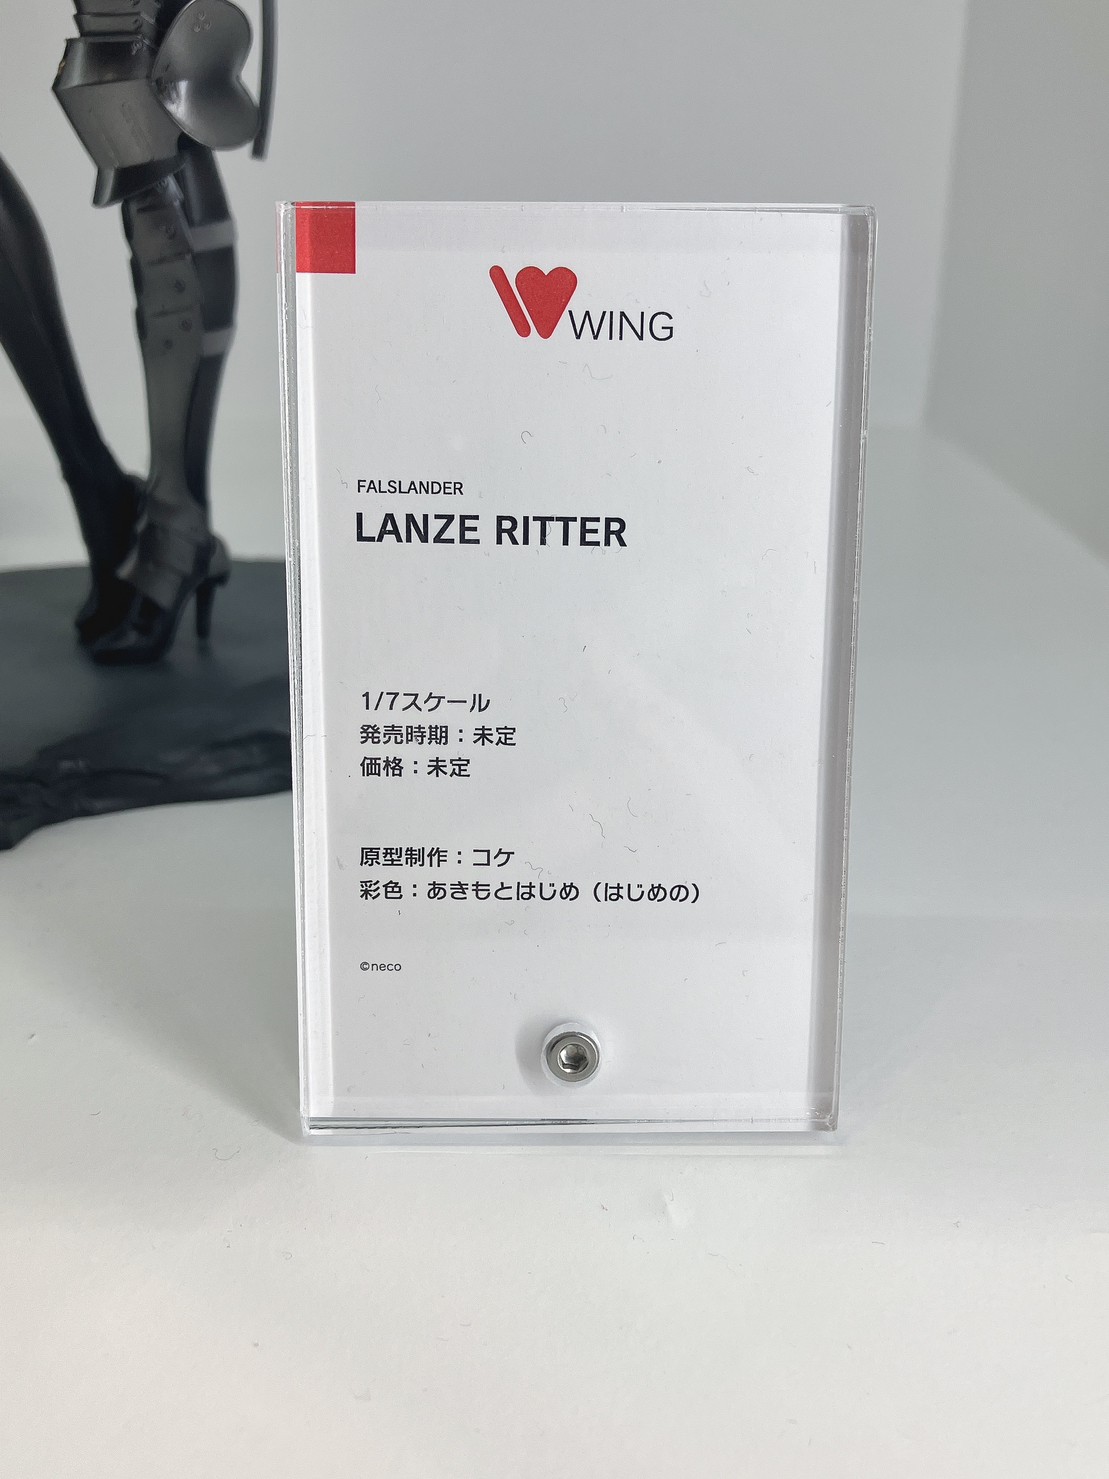 WING
FALSLANDER
LANZE RITTER
1/7スケール
発売時期：未定
価格：未定
原型制作：コケ
彩色：あきもとはじめ（はじめの）
©neco